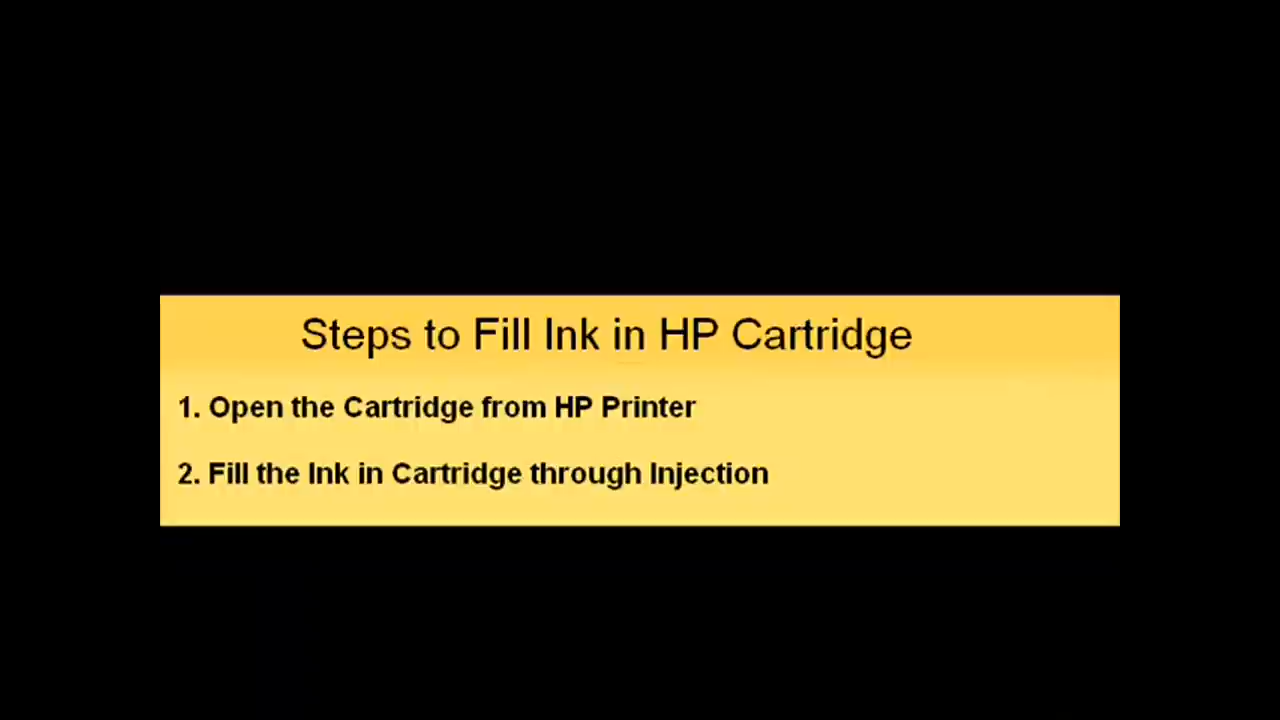 Steps to Fill Ink in HP Cartridge
1. Open the Cartridge from HP Printer
2. Fill the Ink in Cartridge through Injection